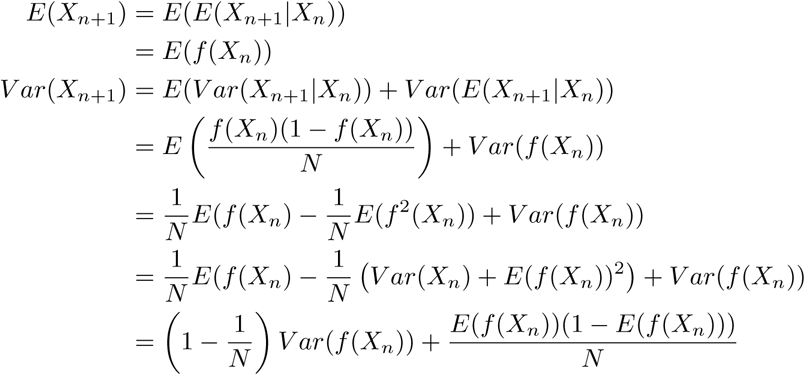 E(X_{n+1}) = E(E(X_{n+1}|X_n))
= E(f(X_n))
Var(X_{n+1}) = E(Var(X_{n+1}|X_n)) + Var(E(X_{n+1}|X_n))
= E\left(\frac{f(X_n)(1 - f(X_n))}{N}\right) + Var(f(X_n))
= \frac{1}{N}E(f(X_n) - \frac{1}{N}E(f^2(X_n)) + Var(f(X_n))
= \frac{1}{N}E(f(X_n) - \frac{1}{N}\left(Var(X_n) + E(f(X_n))^2\right) + Var(f(X_n))
= \left(1 - \frac{1}{N}\right)Var(f(X_n)) + \frac{E(f(X_n))(1 - E(f(X_n)))}{N}